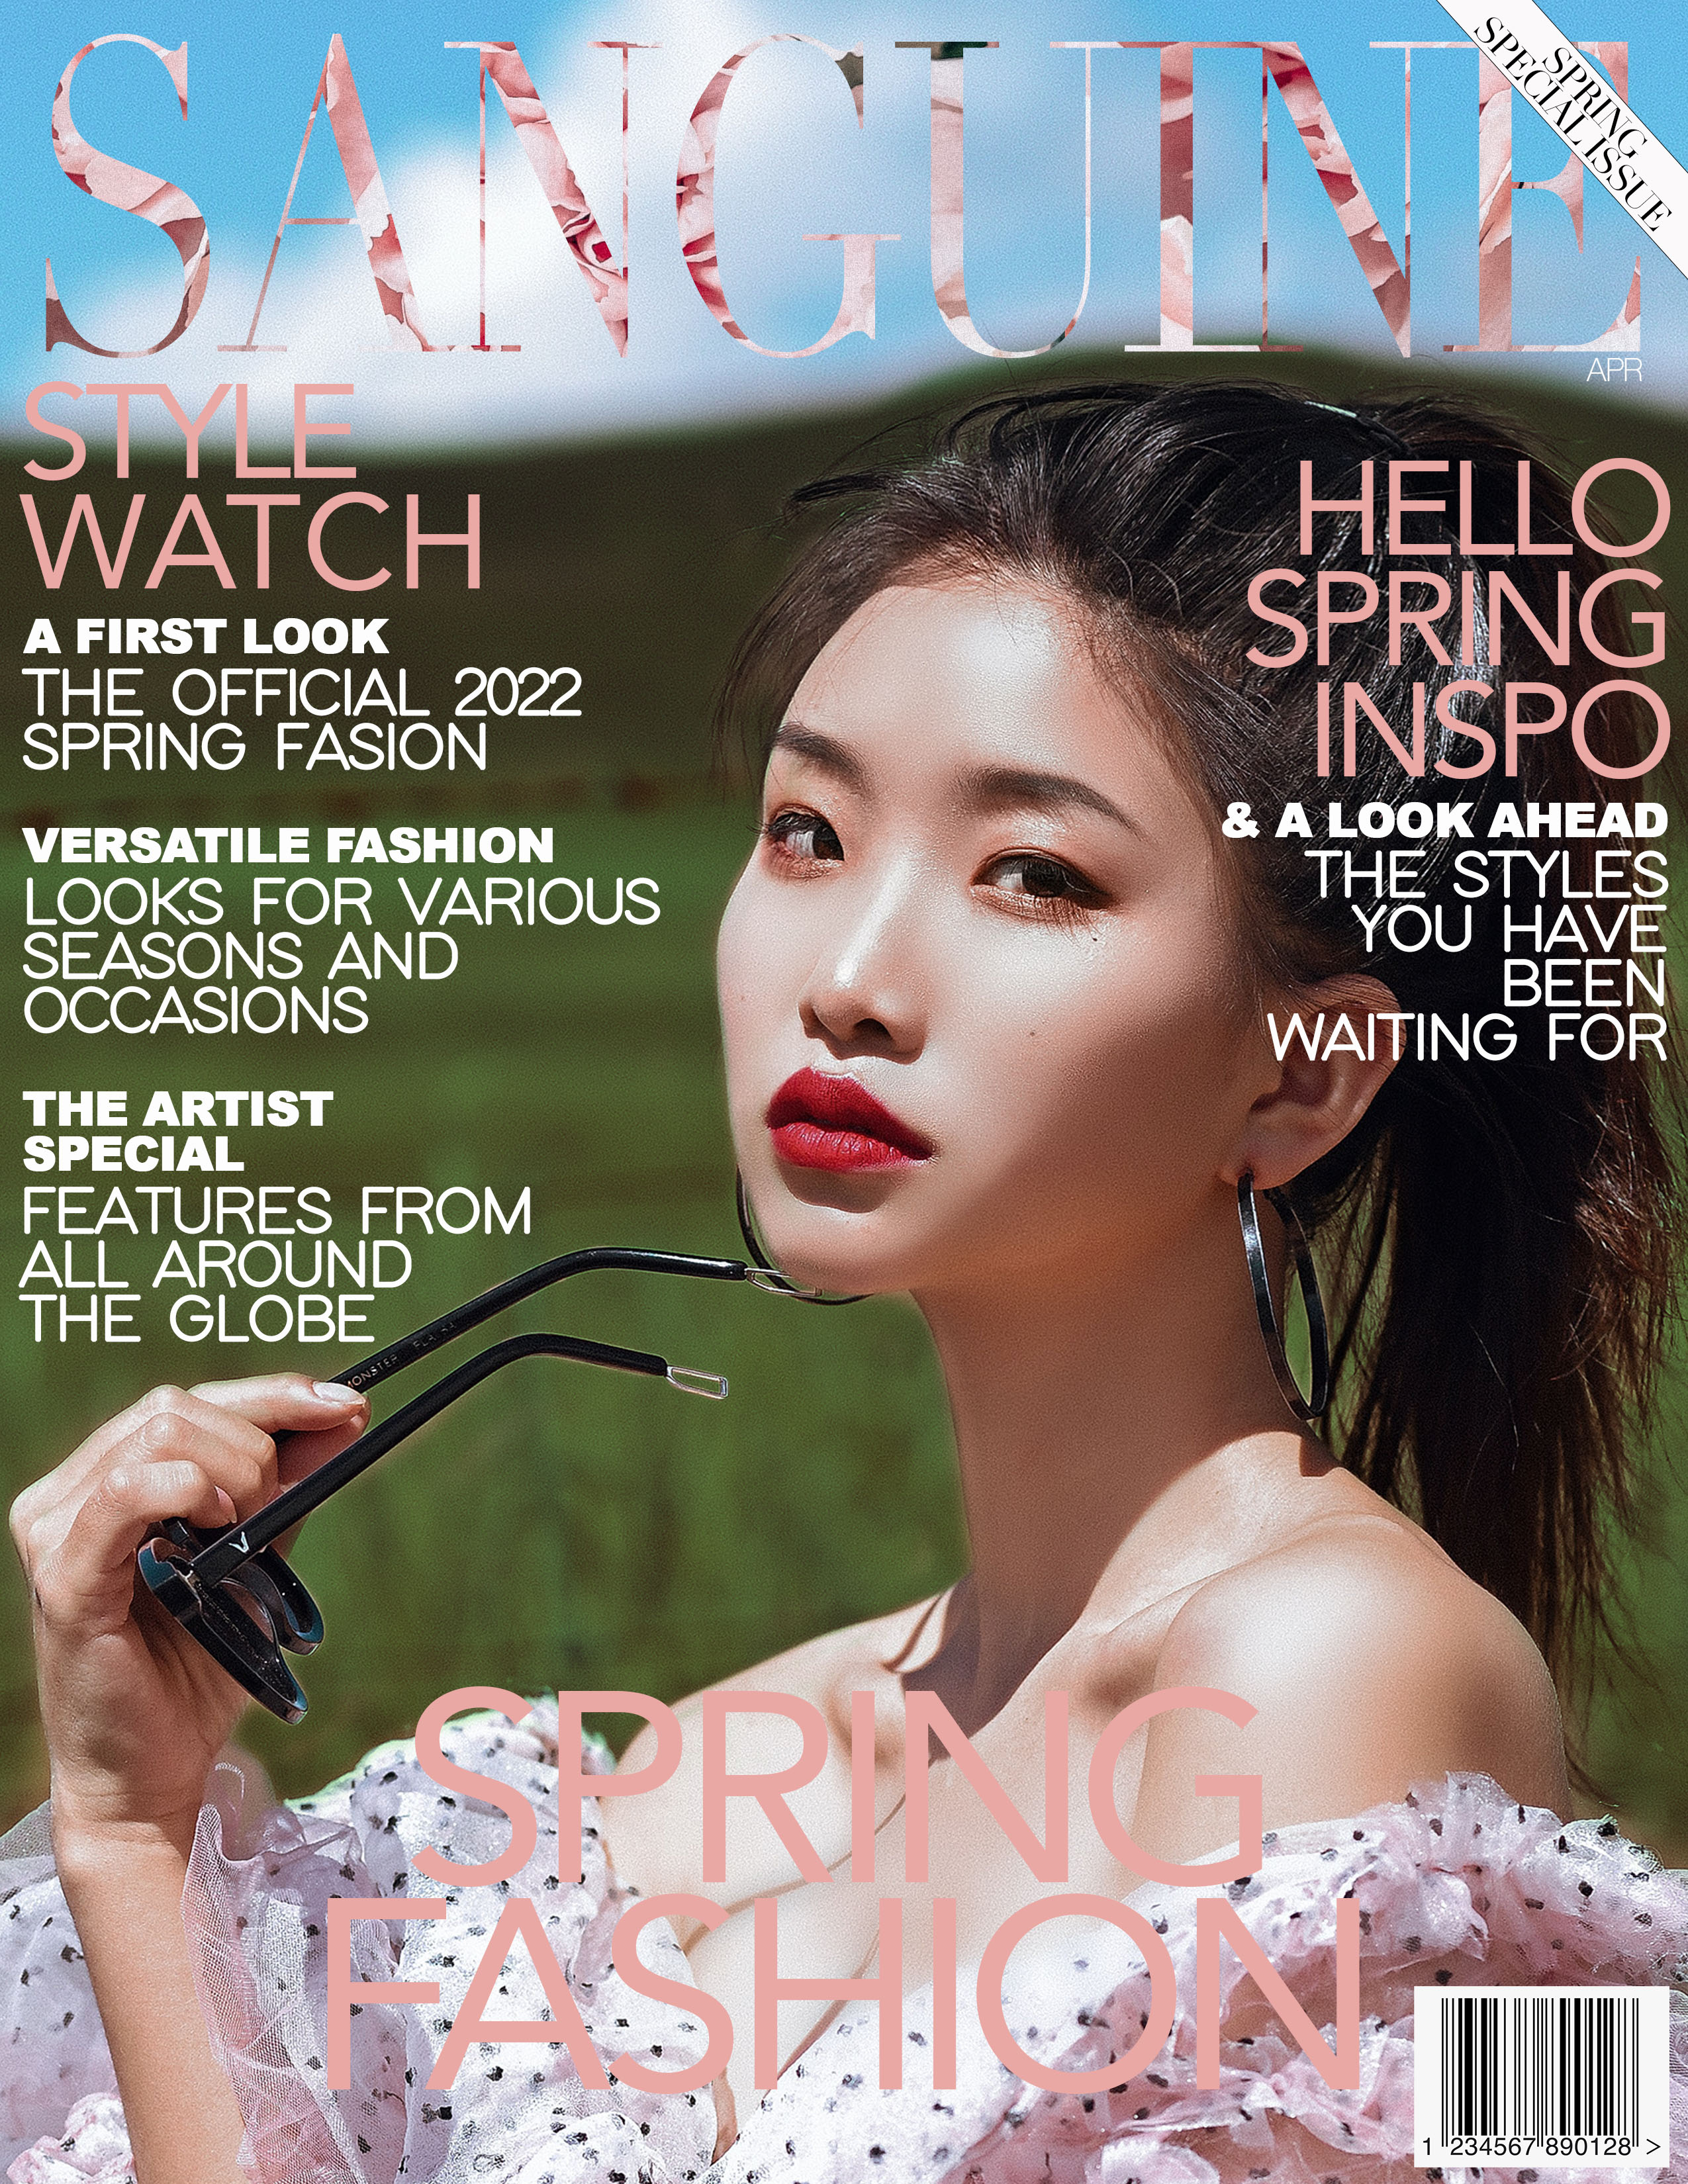 SANGUINE
SPRING
SPECIAL ISSUE
APR
STYLE
WATCH
A FIRST LOOK
THE OFFICIAL 2022
SPRING FASION
VERSATILE FASHION
LOOKS FOR VARIOUS
SEASONS AND
OCCASIONS
THE ARTIST
SPECIAL
FEATURES FROM
ALL AROUND
THE GLOBE
HELLO
SPRING
INSPO
& A LOOK AHEAD
THE STYLES
YOU HAVE
BEEN
WAITING FOR
MONSTER
SPRING
FASHION
1 234567 890128 >